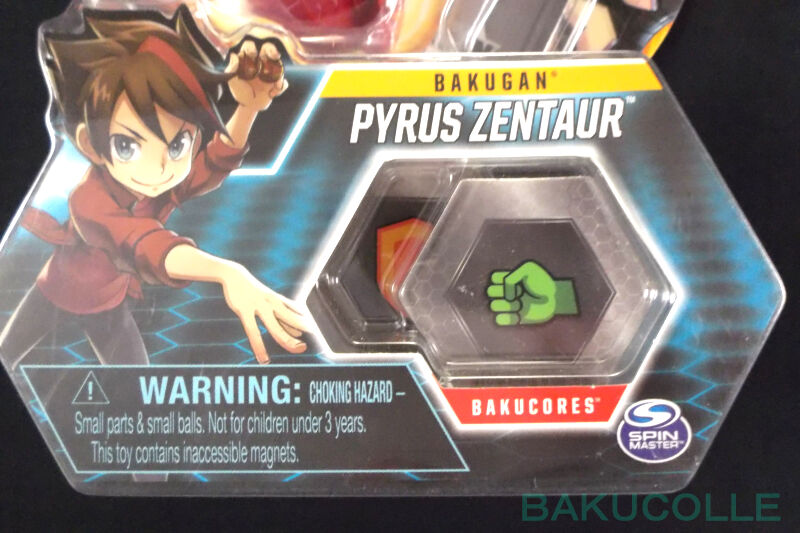 BAKUGAN®
PYRUS ZENTAUR™
BAKUCORES™
WARNING: CHOKING HAZARD –
Small parts & small balls. Not for children under 3 years.
This toy contains inaccessible magnets.
SPIN
MASTER™
BAKUCOLLE